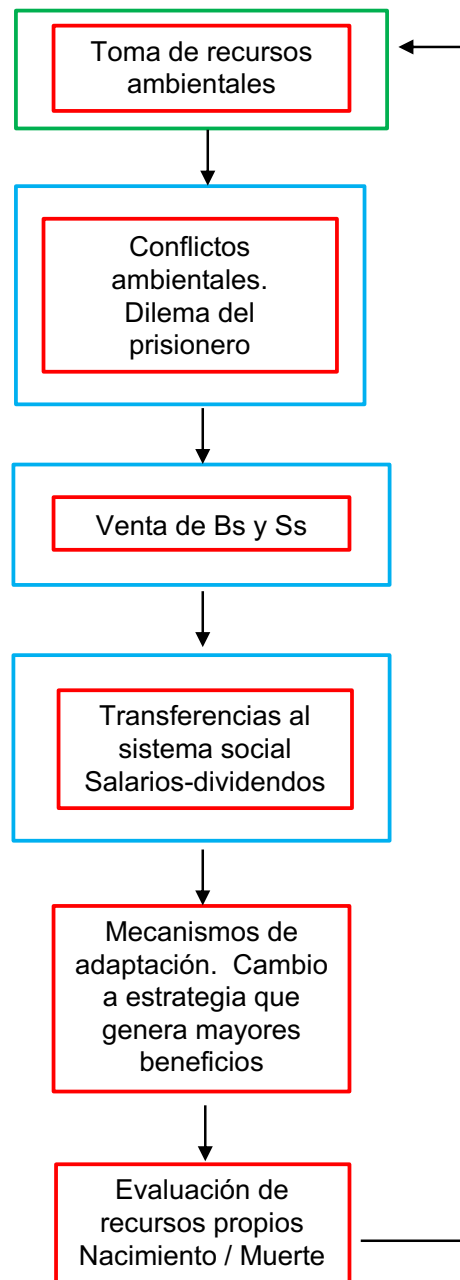 Toma de recursos
ambientales
Conflictos
ambientales.
Dilema del
prisionero
Venta de Bs y Ss
Transferencias al
sistema social
Salarios-dividendos
Mecanismos de
adaptación.  Cambio
a estrategia que
genera mayores
beneficios
Evaluación de
recursos propios
Nacimiento / Muerte